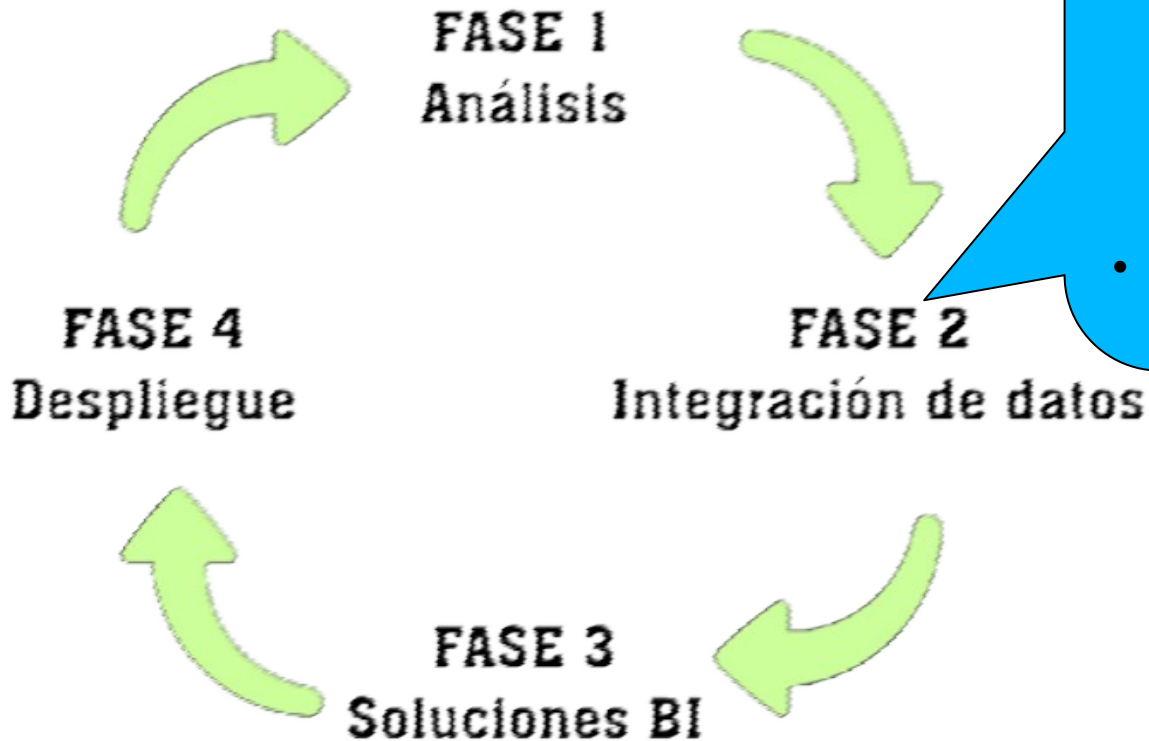 FASE 1
Análisis
FASE 4
Despliegue
FASE 2
Integración de datos
FASE 3
Soluciones BI